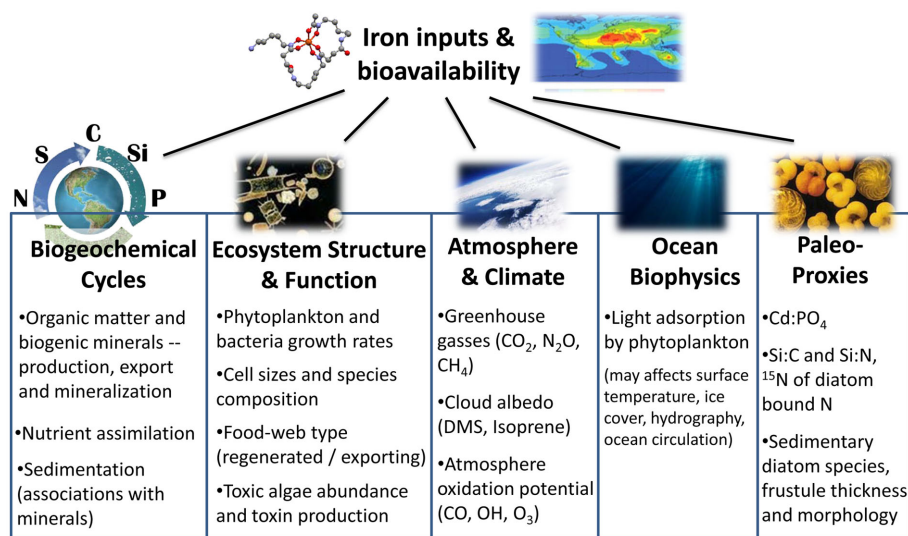 Iron inputs &
bioavailability
C
S
Si
N
P
Biogeochemical
Cycles
•Organic matter and
biogenic minerals --
production, export
and mineralization
•Nutrient assimilation
•Sedimentation
(associations with
minerals)
Ecosystem Structure
& Function
•Phytoplankton and
bacteria growth rates
•Cell sizes and species
composition
•Food-web type
(regenerated / exporting)
•Toxic algae abundance
and toxin production
Atmosphere
& Climate
•Greenhouse
gasses (CO₂, N₂O,
CH₄)
•Cloud albedo
(DMS, Isoprene)
•Atmosphere
oxidation potential
(CO, OH, O₃)
Ocean
Biophysics
•Light adsorption
by phytoplankton
(may affects surface
temperature, ice
cover, hydrography,
ocean circulation)
Paleo-
Proxies
•Cd:PO₄
•Si:C and Si:N,
¹⁵N of diatom
bound N
•Sedimentary
diatom species,
frustule thickness
and morphology